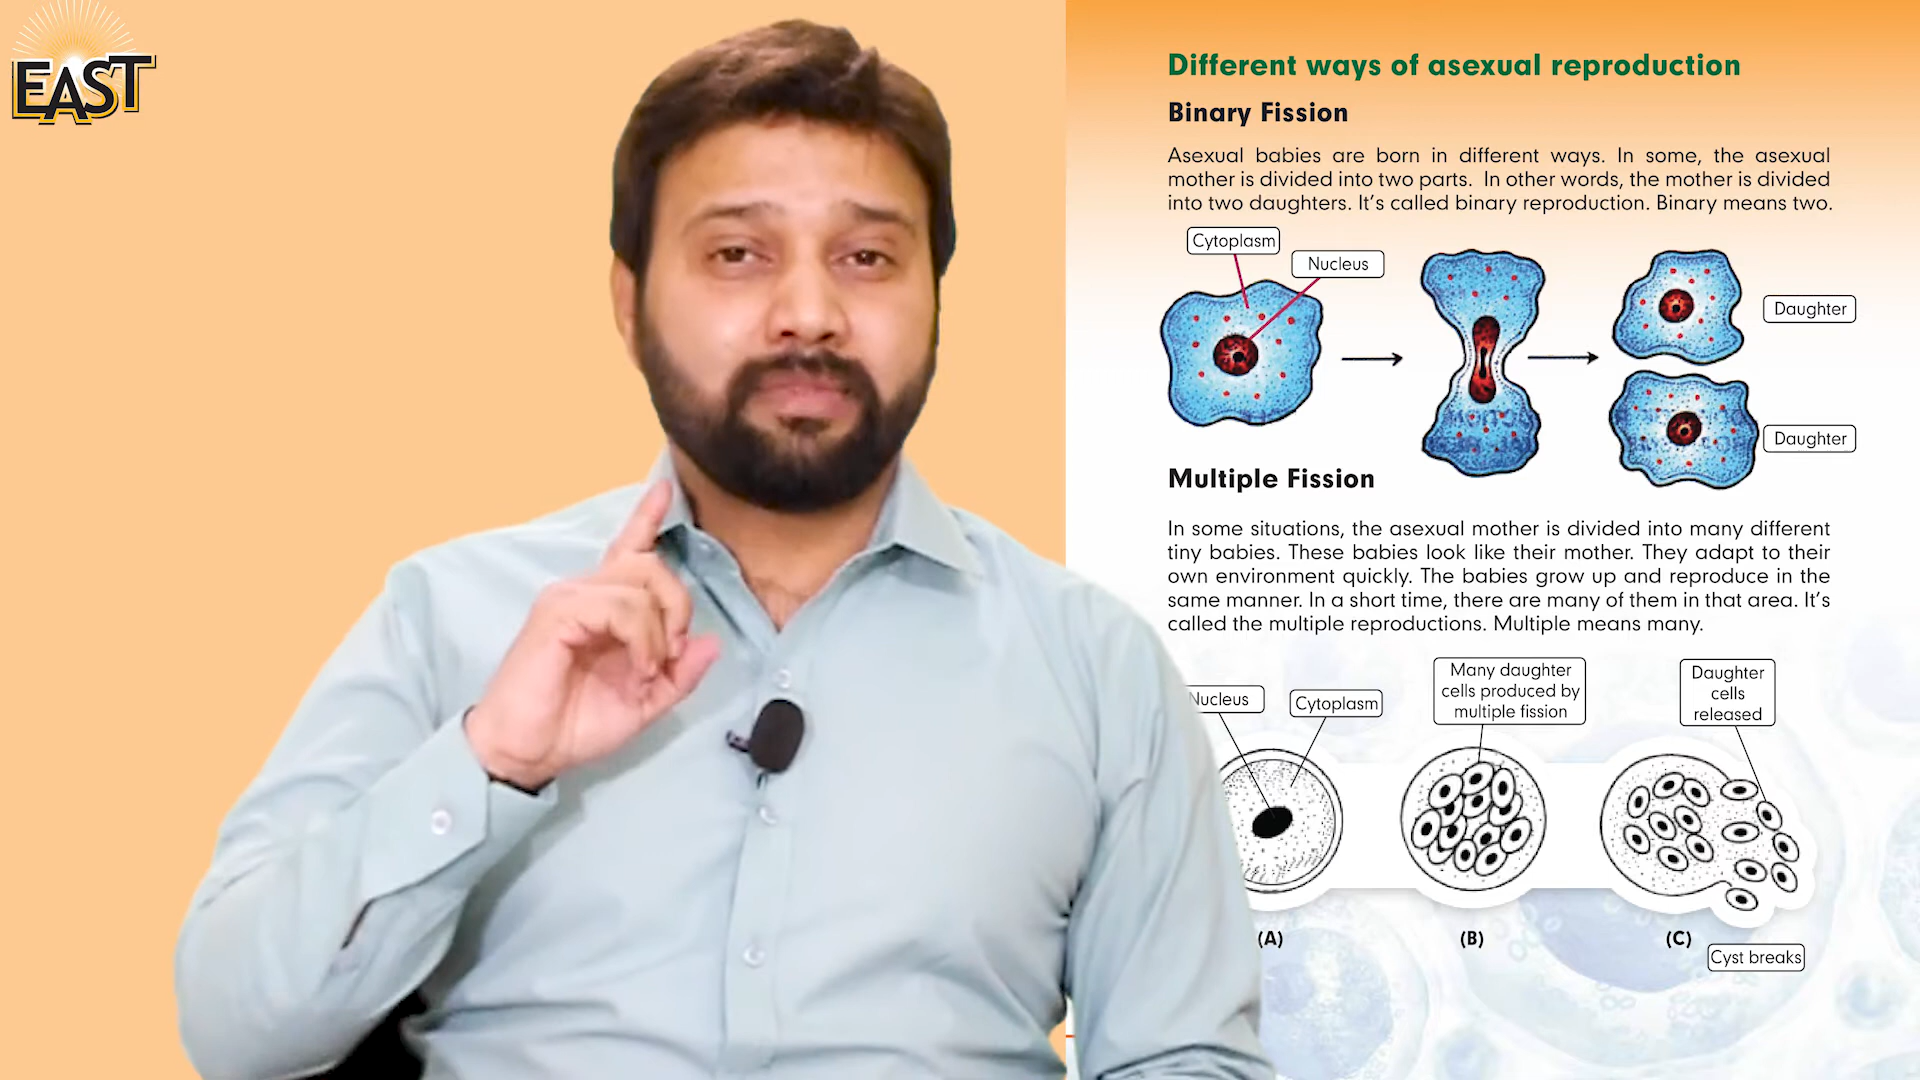 EAST
Different ways of asexual reproduction
Binary Fission
Asexual babies are born in different ways. In some, the asexual
mother is divided into two parts. In other words, the mother is divided
into two daughters. It's called binary reproduction. Binary means two.
Cytoplasm
Nucleus
Daughter
Daughter
Multiple Fission
In some situations, the asexual mother is divided into many different
tiny babies. These babies look like their mother. They adapt to their
own environment quickly. The babies grow up and reproduce in the
same manner. In a short time, there are many of them in that area. It's
called the multiple reproductions. Multiple means many.
Nucleus
Cytoplasm
Many daughter
cells produced by
multiple fission
Daughter
cells
released
(A)
(B)
(C)
Cyst breaks